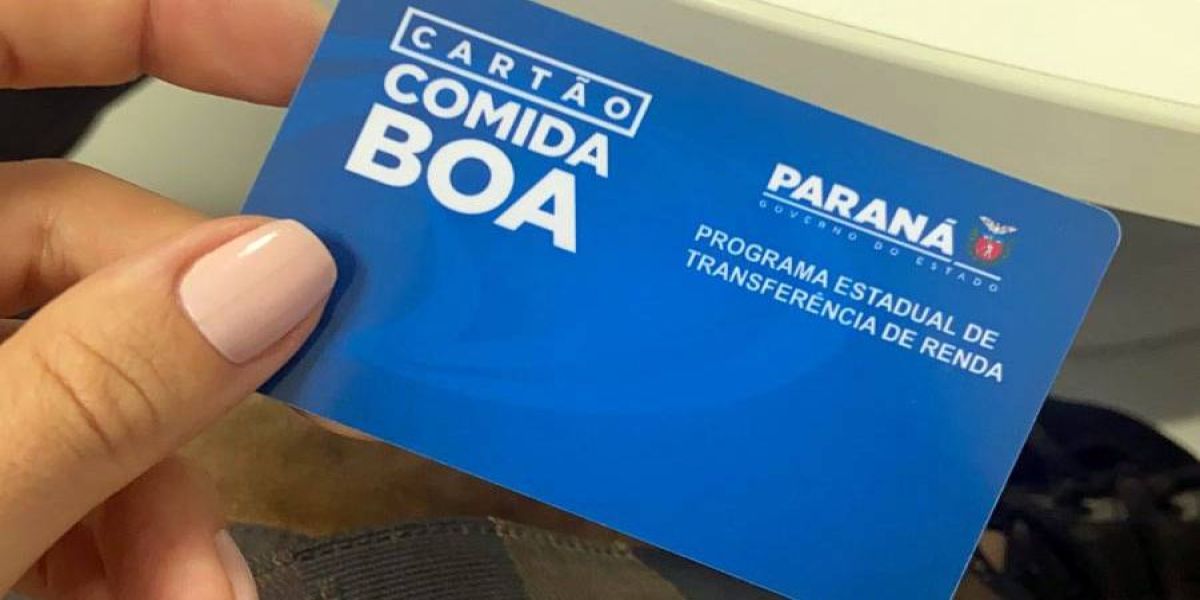 CARTÃO
COMIDA
BOA
PARANÁ
GOVERNO DO ESTADO
PROGRAMA ESTADUAL DE
TRANSFERÊNCIA DE RENDA